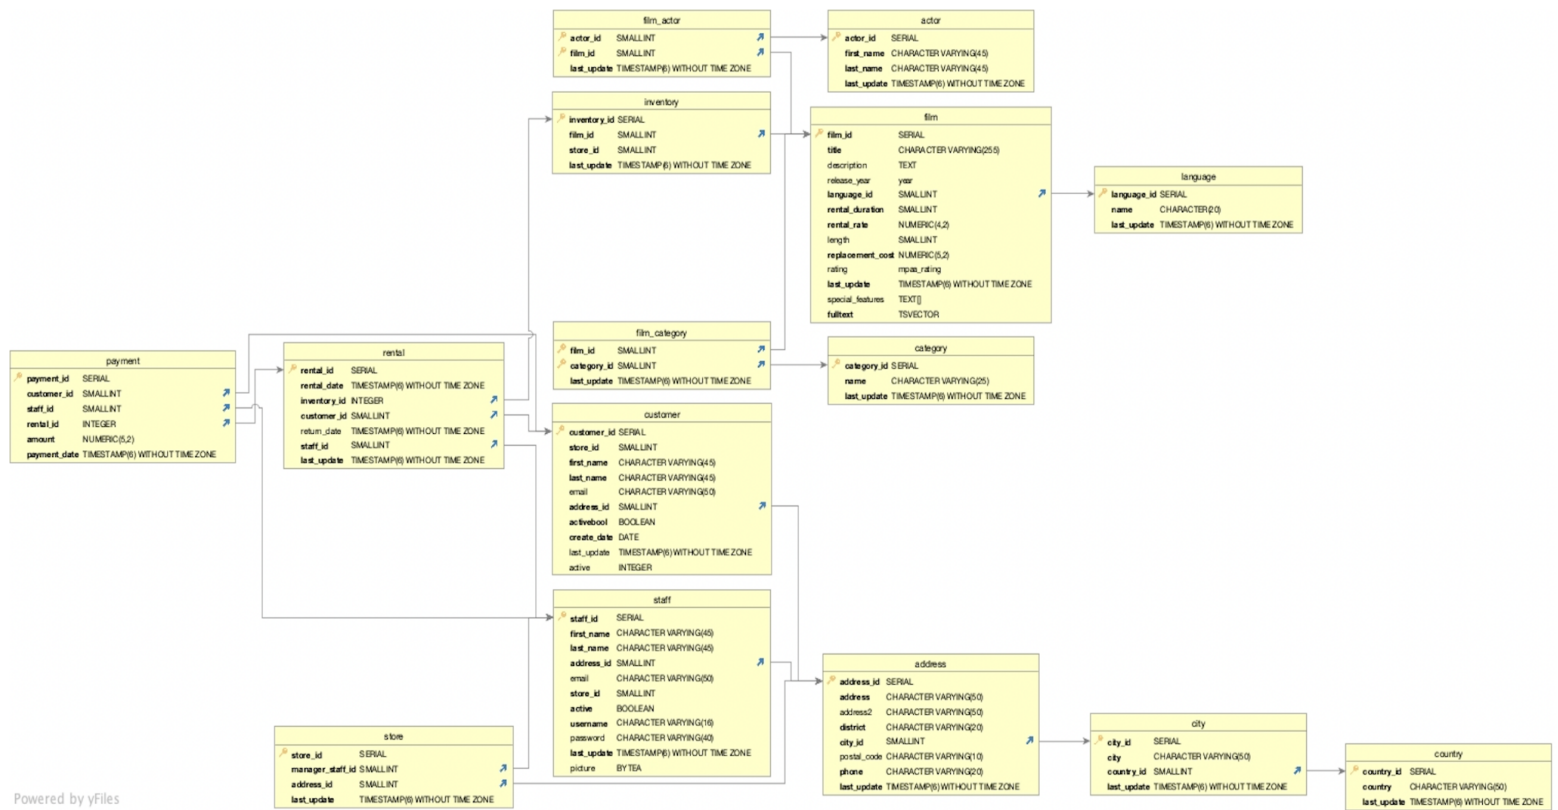 film_actor
actor_id SMALLINT
film_id SMALLINT
last_update TIMESTAMP(6) WITHOUT TIME ZONE
actor
actor_id SERIAL
first_name CHARACTER VARYING(45)
last_name CHARACTER VARYING(45)
last_update TIMESTAMP(6) WITHOUT TIME ZONE
inventory
inventory_id SERIAL
film_id SMALLINT
store_id SMALLINT
last_update TIMESTAMP(6) WITHOUT TIME ZONE
film
film_id SERIAL
title CHARACTER VARYING(255)
description TEXT
release_year year
language_id SMALLINT
rental_duration SMALLINT
rental_rate NUMERIC(4,2)
length SMALLINT
replacement_cost NUMERIC(5,2)
rating mpaa_rating
last_update TIMESTAMP(6) WITHOUT TIME ZONE
special_features TEXT[]
fulltext TSVECTOR
language
language_id SERIAL
name CHARACTER(20)
last_update TIMESTAMP(6) WITHOUT TIME ZONE
film_category
film_id SMALLINT
category_id SMALLINT
last_update TIMESTAMP(6) WITHOUT TIME ZONE
category
category_id SERIAL
name CHARACTER VARYING(25)
last_update TIMESTAMP(6) WITHOUT TIME ZONE
payment
payment_id SERIAL
customer_id SMALLINT
staff_id SMALLINT
rental_id INTEGER
amount NUMERIC(5,2)
payment_date TIMESTAMP(6) WITHOUT TIME ZONE
rental
rental_id SERIAL
rental_date TIMESTAMP(6) WITHOUT TIME ZONE
inventory_id INTEGER
customer_id SMALLINT
return_date TIMESTAMP(6) WITHOUT TIME ZONE
staff_id SMALLINT
last_update TIMESTAMP(6) WITHOUT TIME ZONE
customer
customer_id SERIAL
store_id SMALLINT
first_name CHARACTER VARYING(45)
last_name CHARACTER VARYING(45)
email CHARACTER VARYING(50)
address_id SMALLINT
activebool BOOLEAN
create_date DATE
last_update TIMESTAMP(6) WITHOUT TIME ZONE
active INTEGER
staff
staff_id SERIAL
first_name CHARACTER VARYING(45)
last_name CHARACTER VARYING(45)
address_id SMALLINT
email CHARACTER VARYING(50)
store_id SMALLINT
active BOOLEAN
username CHARACTER VARYING(16)
password CHARACTER VARYING(40)
last_update TIMESTAMP(6) WITHOUT TIME ZONE
picture BYTEA
store
store_id SERIAL
manager_staff_id SMALLINT
address_id SMALLINT
last_update TIMESTAMP(6) WITHOUT TIME ZONE
address
address_id SERIAL
address CHARACTER VARYING(50)
address2 CHARACTER VARYING(50)
district CHARACTER VARYING(20)
city_id SMALLINT
postal_code CHARACTER VARYING(10)
phone CHARACTER VARYING(20)
last_update TIMESTAMP(6) WITHOUT TIME ZONE
city
city_id SERIAL
city CHARACTER VARYING(50)
country_id SMALLINT
last_update TIMESTAMP(6) WITHOUT TIME ZONE
country
country_id SERIAL
country CHARACTER VARYING(50)
last_update TIMESTAMP(6) WITHOUT TIME ZONE
Powered by yFiles